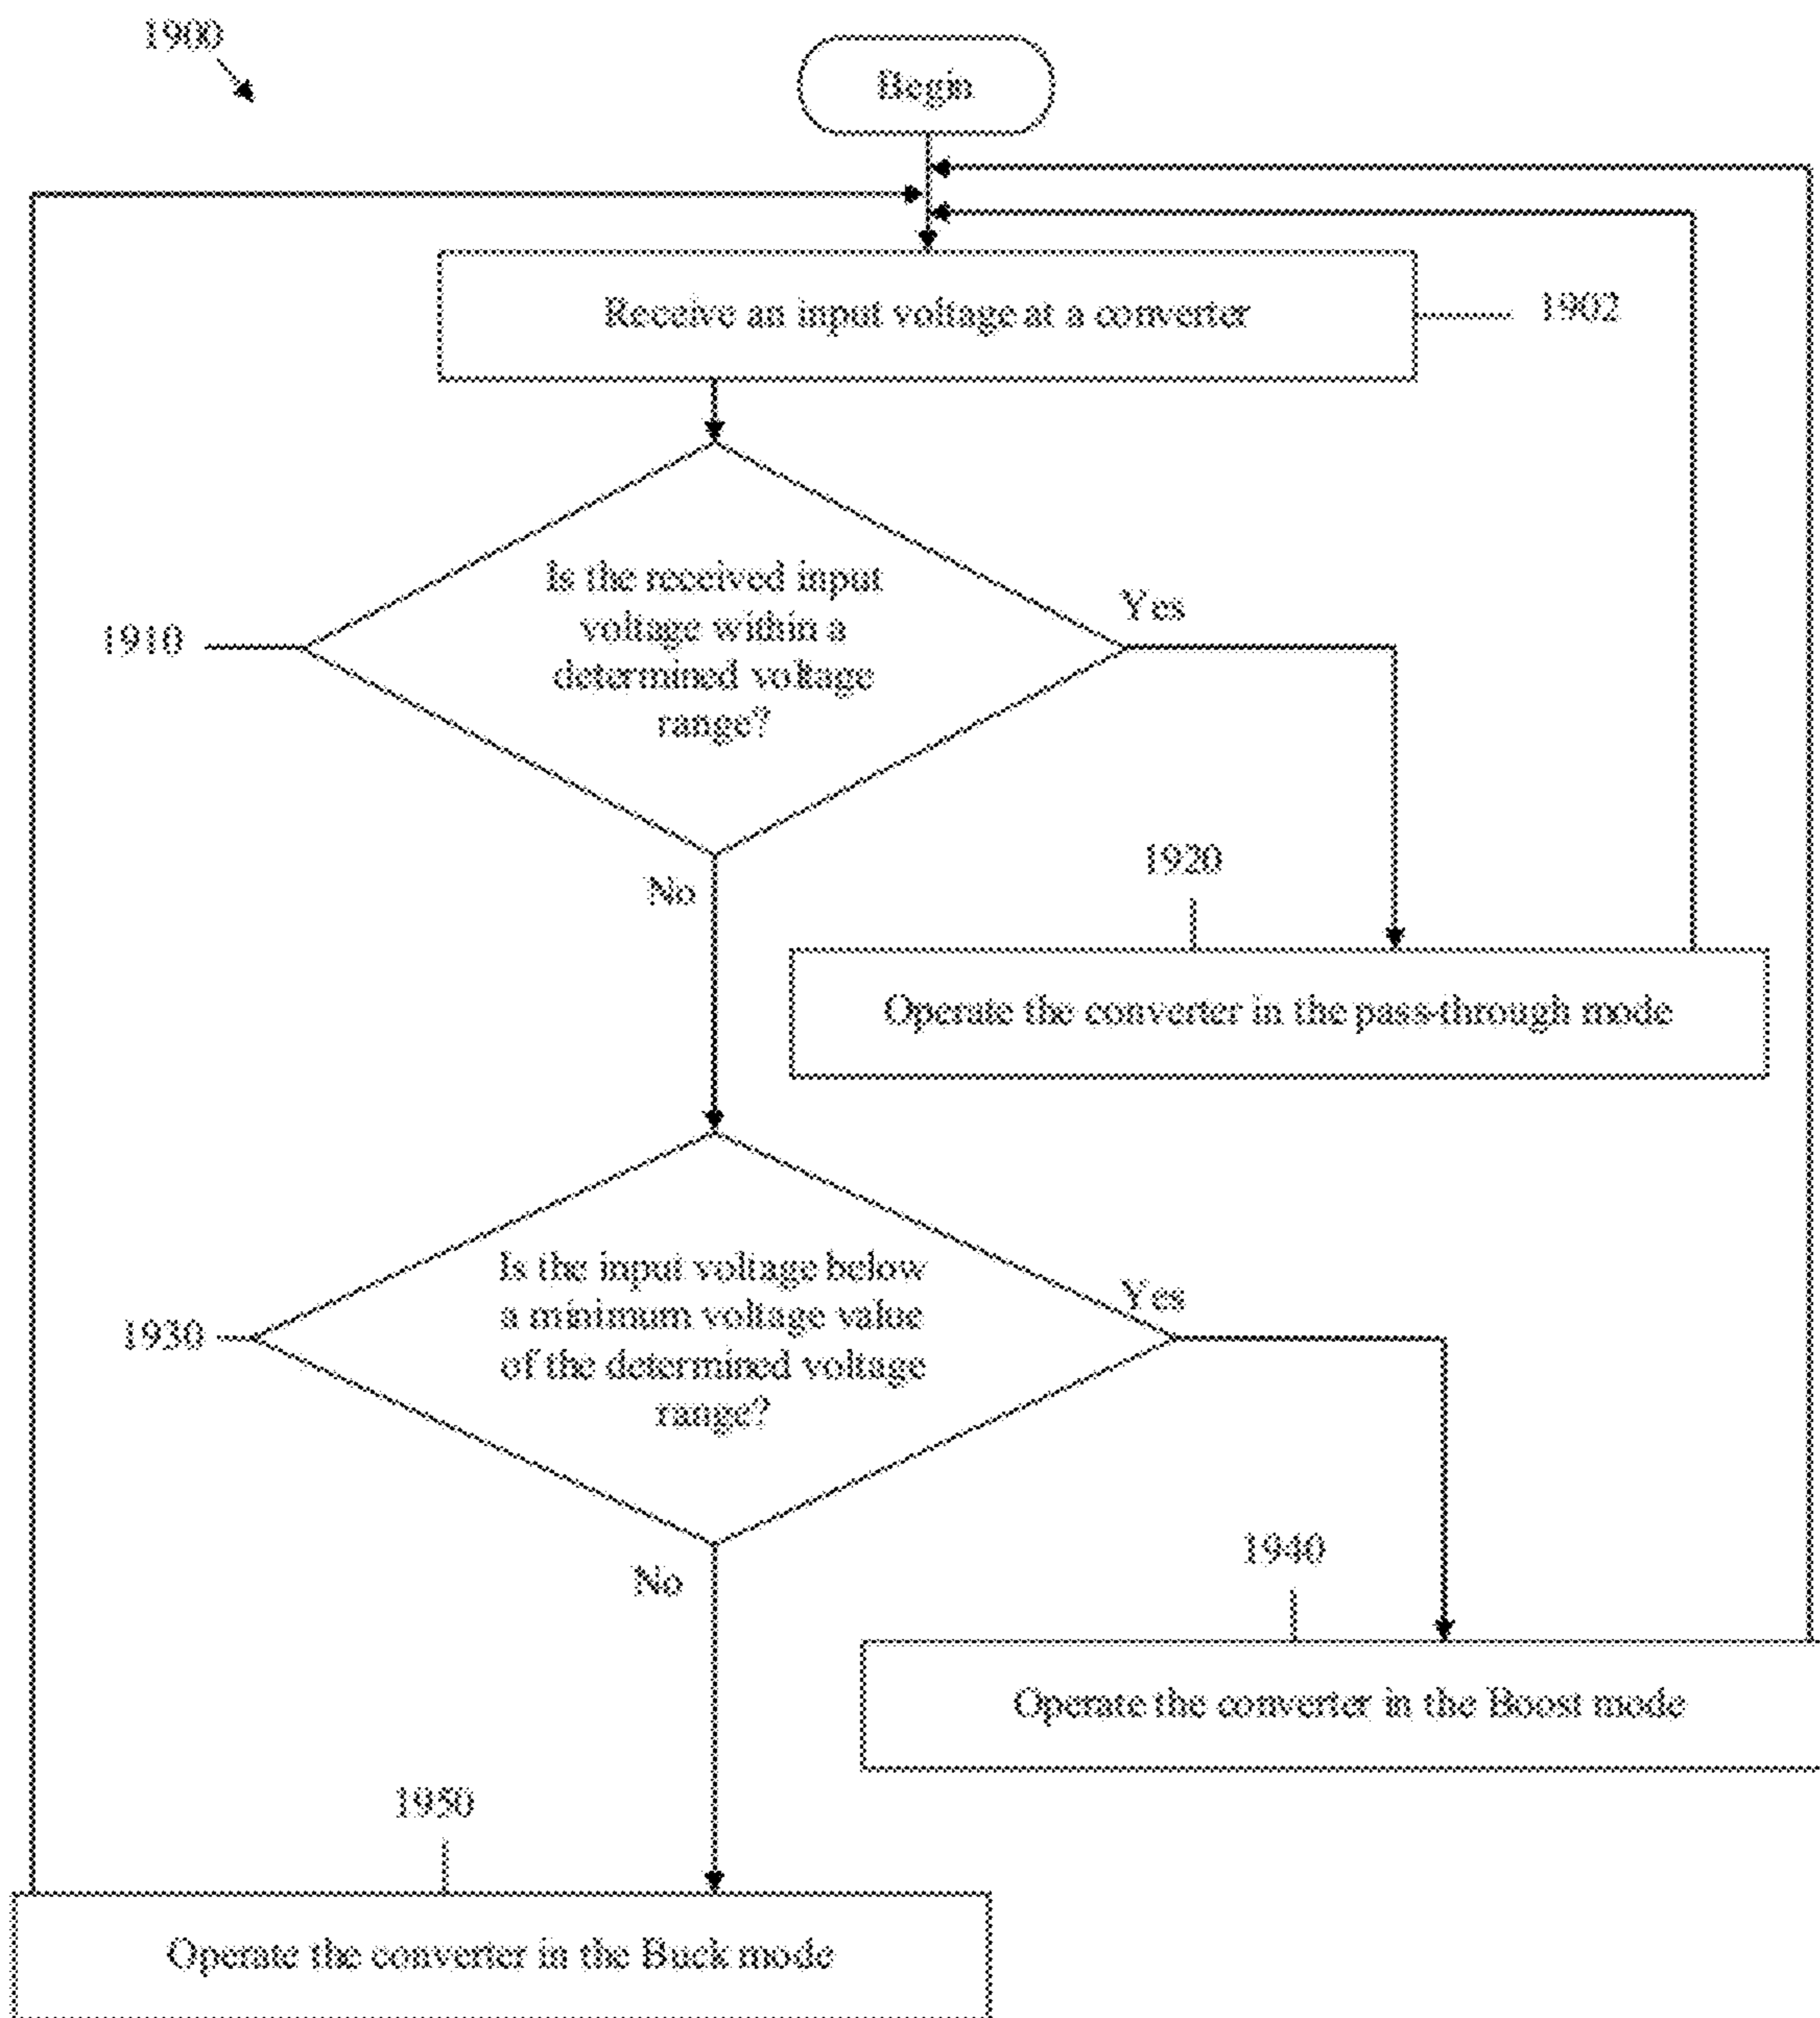 1900
Begin
Receive an input voltage at a converter
1902
Is the received input
voltage within a
determined voltage
range?
Yes
1910
No
1920
Operate the converter in the pass-through mode
Is the input voltage below
a minimum voltage value
of the determined voltage
range?
Yes
1930
No
1940
Operate the converter in the Boost mode
1950
Operate the converter in the Buck mode